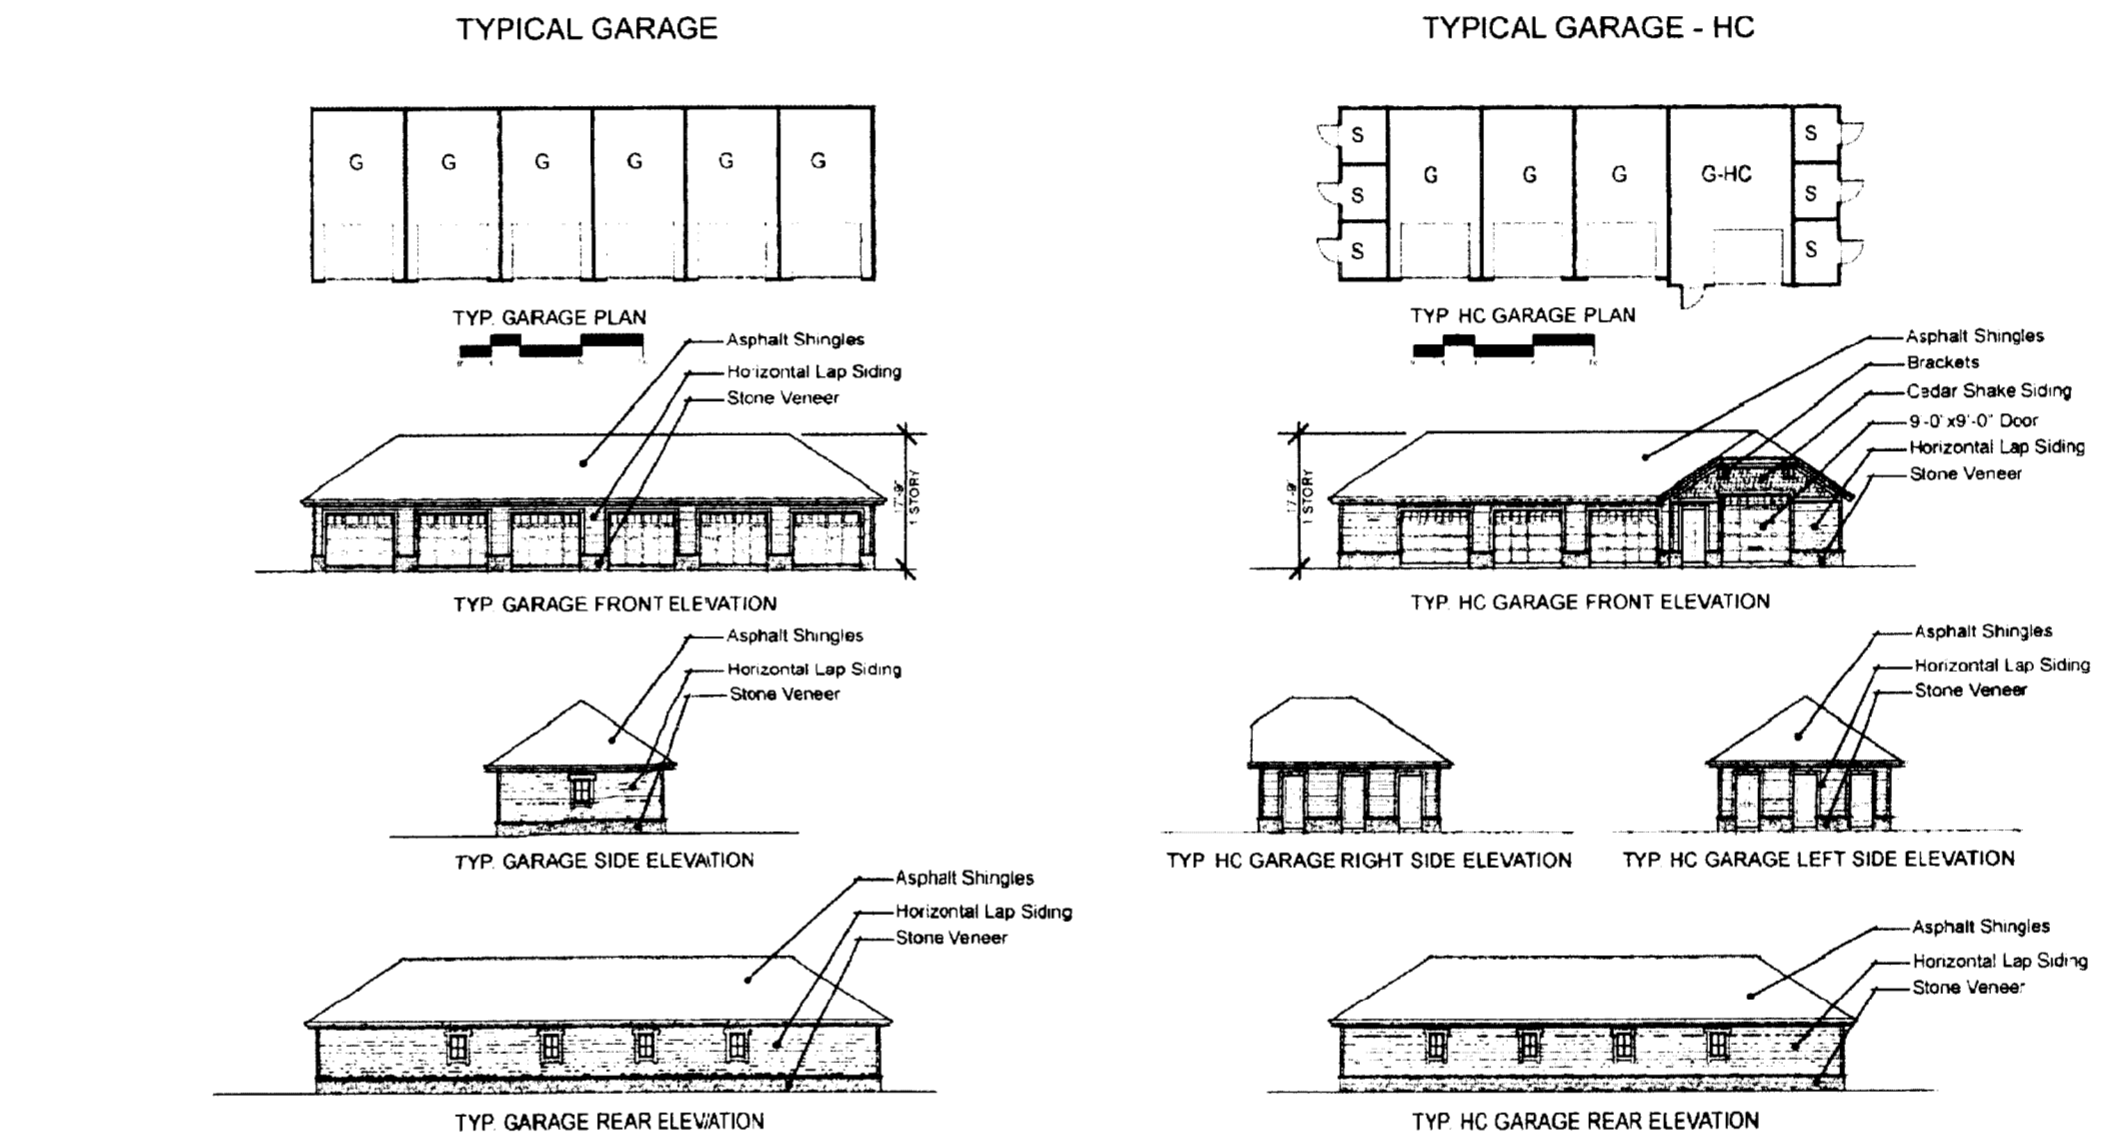 TYPICAL GARAGE
G G G G G G
TYP. GARAGE PLAN
Asphalt Shingles
Horizontal Lap Siding
Stone Veneer
17'-9"
1 STORY
TYP. GARAGE FRONT ELEVATION
Asphalt Shingles
Horizontal Lap Siding
Stone Veneer
TYP. GARAGE SIDE ELEVATION
Asphalt Shingles
Horizontal Lap Siding
Stone Veneer
TYP. GARAGE REAR ELEVATION
TYPICAL GARAGE - HC
S S
G G G G-HC
S S
S S
TYP HC GARAGE PLAN
Asphalt Shingles
Brackets
Cedar Shake Siding
9'-0"x9'-0" Door
Horizontal Lap Siding
Stone Veneer
17'-9"
1 STORY
TYP. HC GARAGE FRONT ELEVATION
Asphalt Shingles
Horizontal Lap Siding
Stone Veneer
TYP HC GARAGE RIGHT SIDE ELEVATION
TYP. HC GARAGE LEFT SIDE ELEVATION
Asphalt Shingles
Horizontal Lap Siding
Stone Veneer
TYP. HC GARAGE REAR ELEVATION